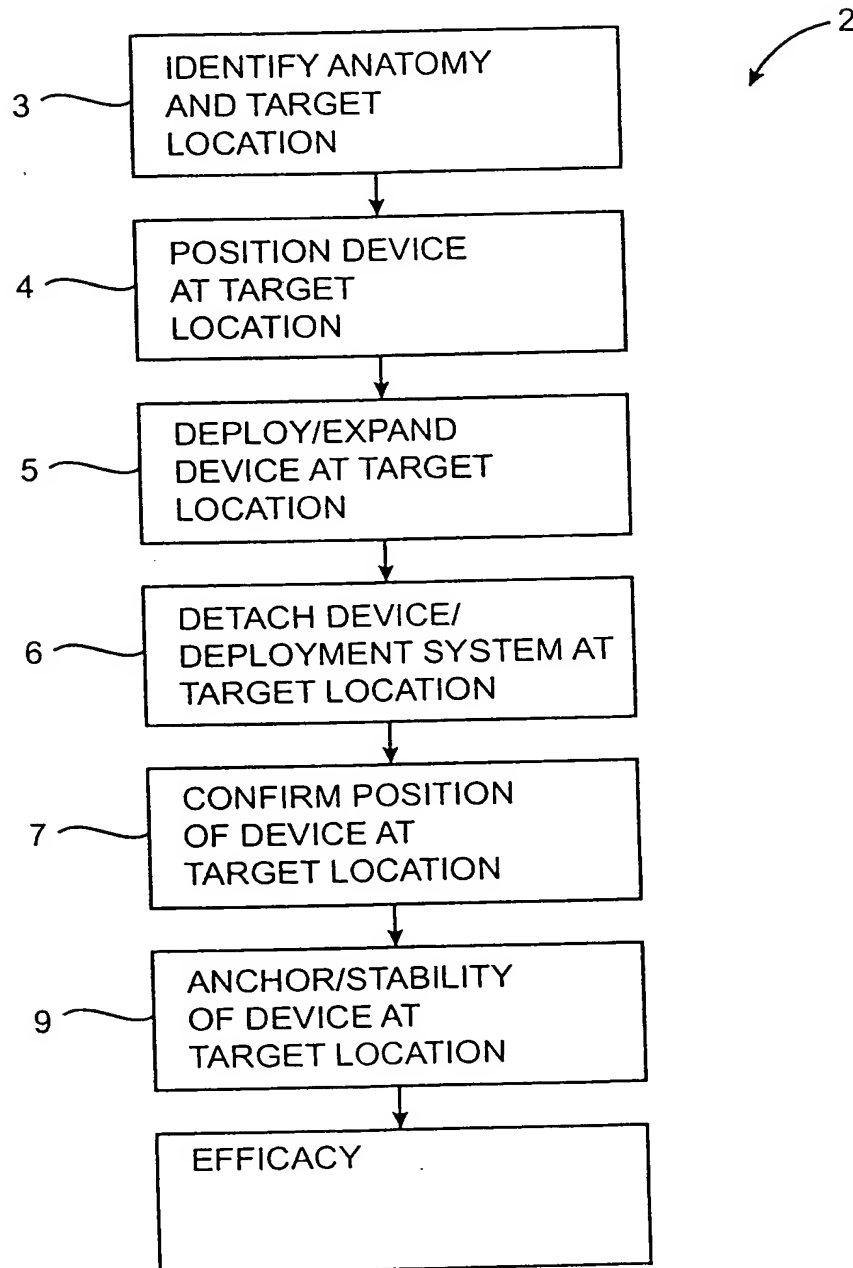 2
3
IDENTIFY ANATOMY
AND TARGET
LOCATION
4
POSITION DEVICE
AT TARGET
LOCATION
5
DEPLOY/EXPAND
DEVICE AT TARGET
LOCATION
6
DETACH DEVICE/
DEPLOYMENT SYSTEM AT
TARGET LOCATION
7
CONFIRM POSITION
OF DEVICE AT
TARGET LOCATION
9
ANCHOR/STABILITY
OF DEVICE AT
TARGET LOCATION
EFFICACY